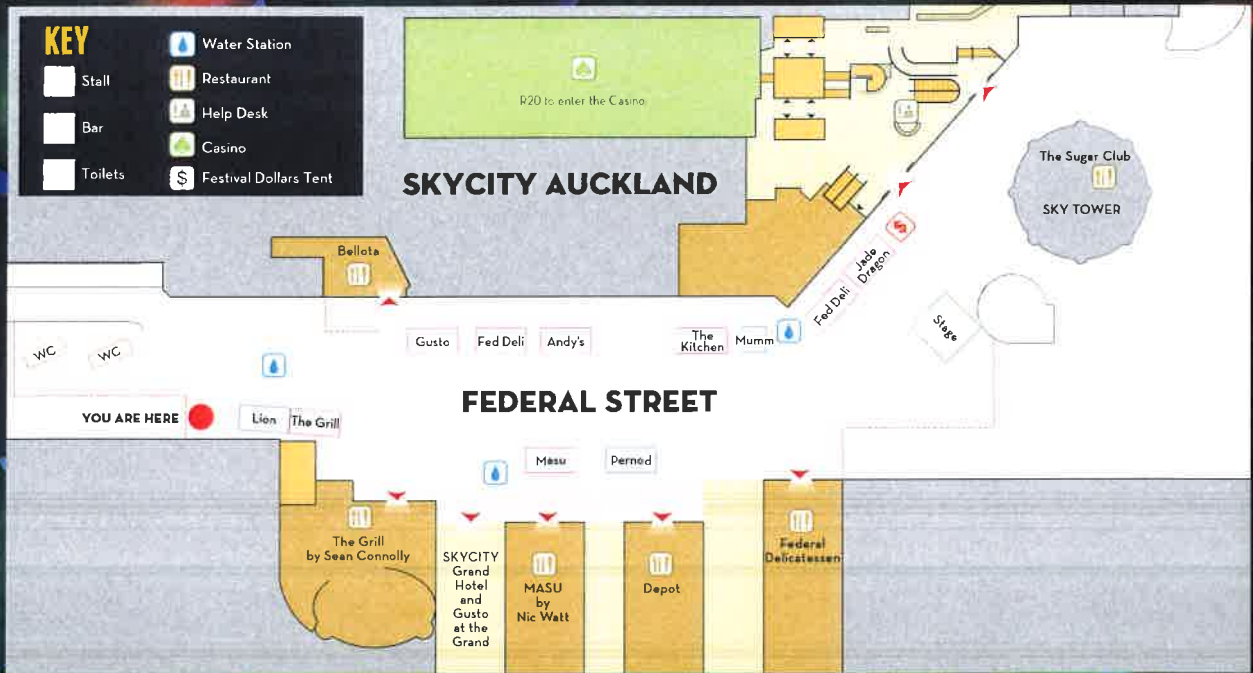 KEY
Stall
Bar
Toilets
Water Station
Restaurant
Help Desk
Casino
$ Festival Dollars Tent
R20 to enter the Casino
SKYCITY AUCKLAND
The Sugar Club
SKY TOWER
Bellota
Jade
Dragon
Fed Deli
Stage
Gusto
Fed Deli
Andy's
The
Kitchen
Mumm
WC
WC
FEDERAL STREET
YOU ARE HERE
Lion
The Grill
Masu
Pernod
The Grill
by Sean Connolly
SKYCITY
Grand
Hotel
and
Gusto
at the
Grand
MASU
by
Nic Watt
Depot
Federal
Delicatessen